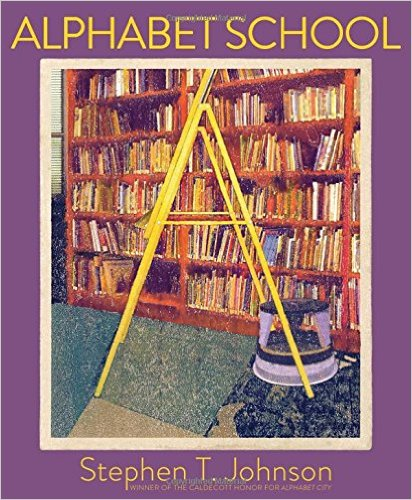 ALPHABET SCHOOL
Stephen T. Johnson
WINNER OF THE CALDECOTT HONOR FOR ALPHABET CITY